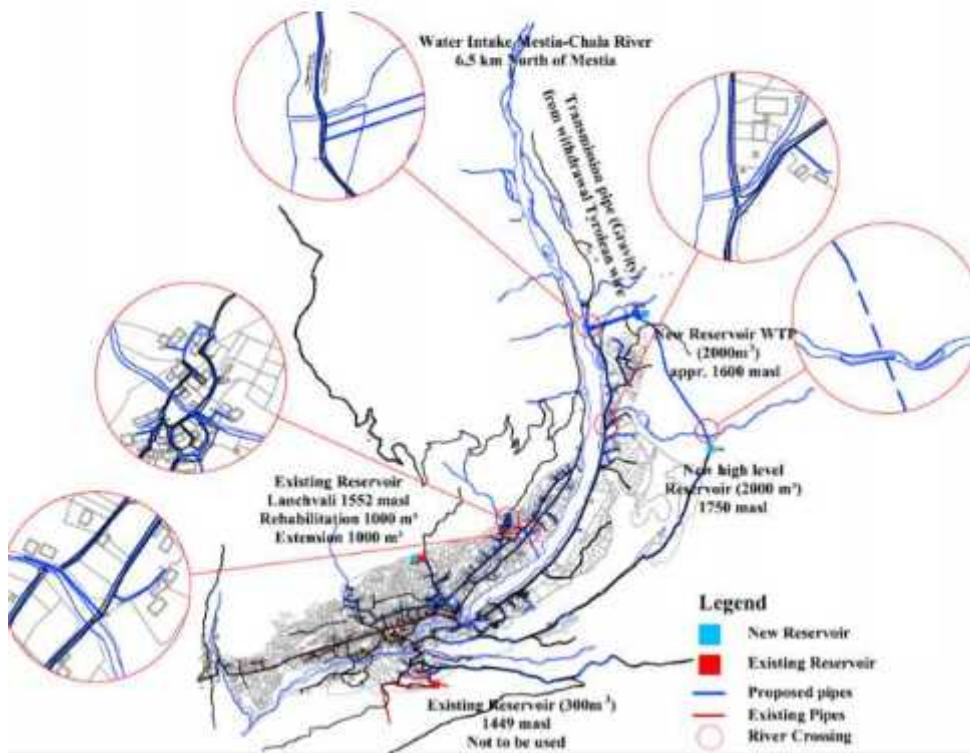 Water Intake Mestia-Chala River
6.5 km North of Mestia
Transmission pipe (Gravity)
from withdrawal Tyrolean wire
New Reservoir WTP
(2000m³)
appr. 1600 masl
New high level
Reservoir (2000 m³)
1750 masl
Existing Reservoir
Lanchvali 1552 masl
Rehabilitation 1000 m³
Extension 1000 m³
Existing Reservoir (300m³)
1449 masl
Not to be used
Legend
New Reservoir
Existing Reservoir
Proposed pipes
Existing Pipes
River Crossing